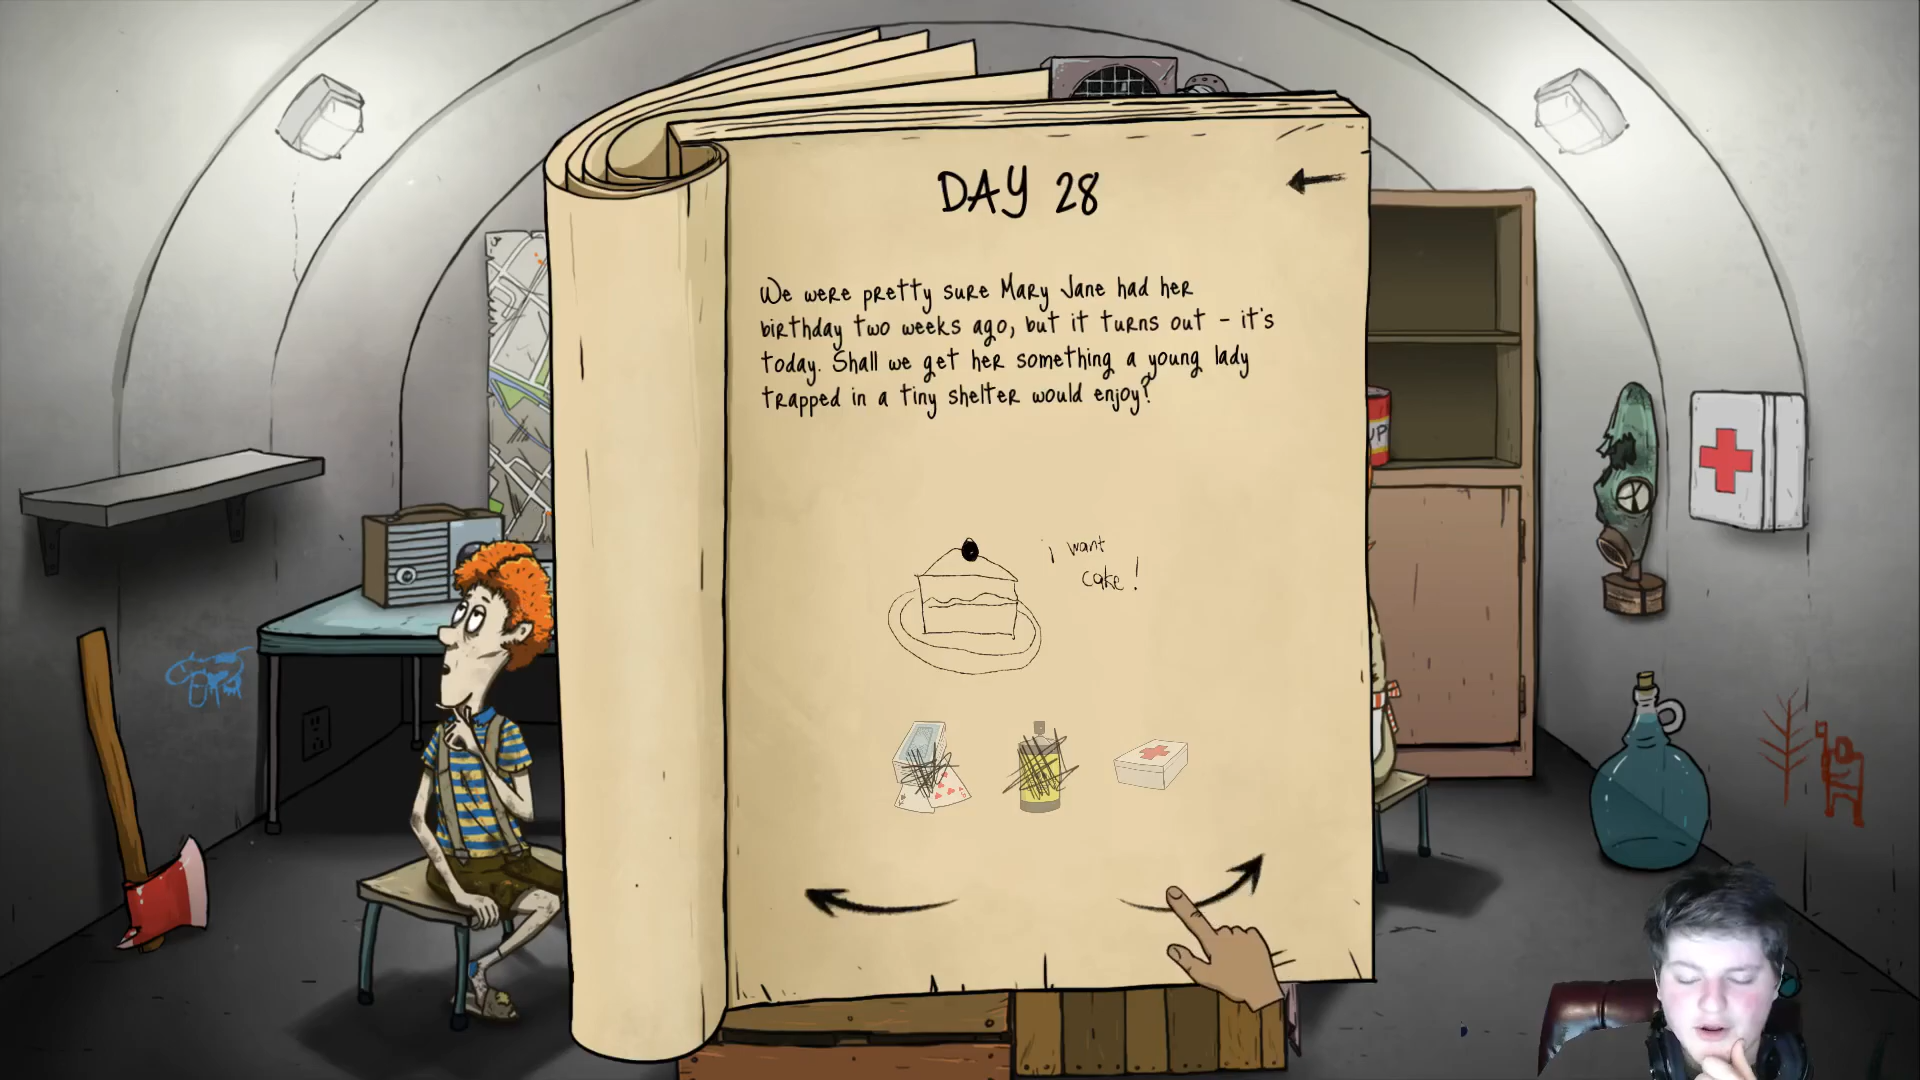 DAY 28
We were pretty sure Mary Jane had her
birthday two weeks ago, but it turns out - it's
today. Shall we get her something a young lady
trapped in a tiny shelter would enjoy?
i want
cake!